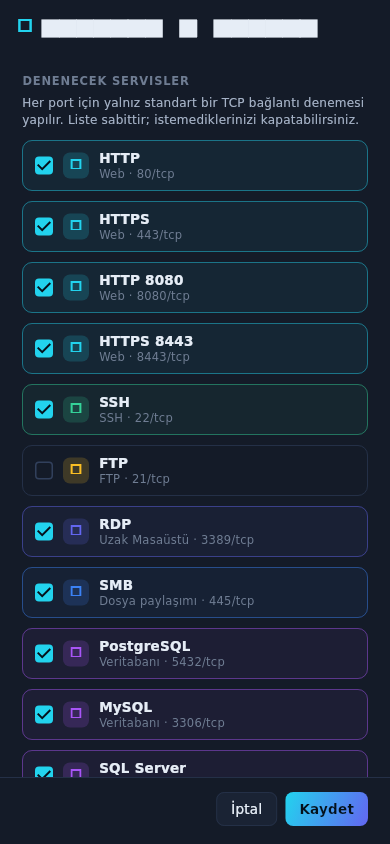 DENENECEK SERVISLER
Her port için yalnız standart bir TCP bağlantı denemesi
yapılır. Liste sabittir; istemediklerinizi kapatabilirsiniz.
HTTP
Web · 80/tcp
HTTPS
Web · 443/tcp
HTTP 8080
Web · 8080/tcp
HTTPS 8443
Web · 8443/tcp
SSH
SSH · 22/tcp
FTP
FTP · 21/tcp
RDP
Uzak Masaüstü · 3389/tcp
SMB
Dosya paylaşımı · 445/tcp
PostgreSQL
Veritabanı · 5432/tcp
MySQL
Veritabanı · 3306/tcp
SQL Server
İptal
Kaydet